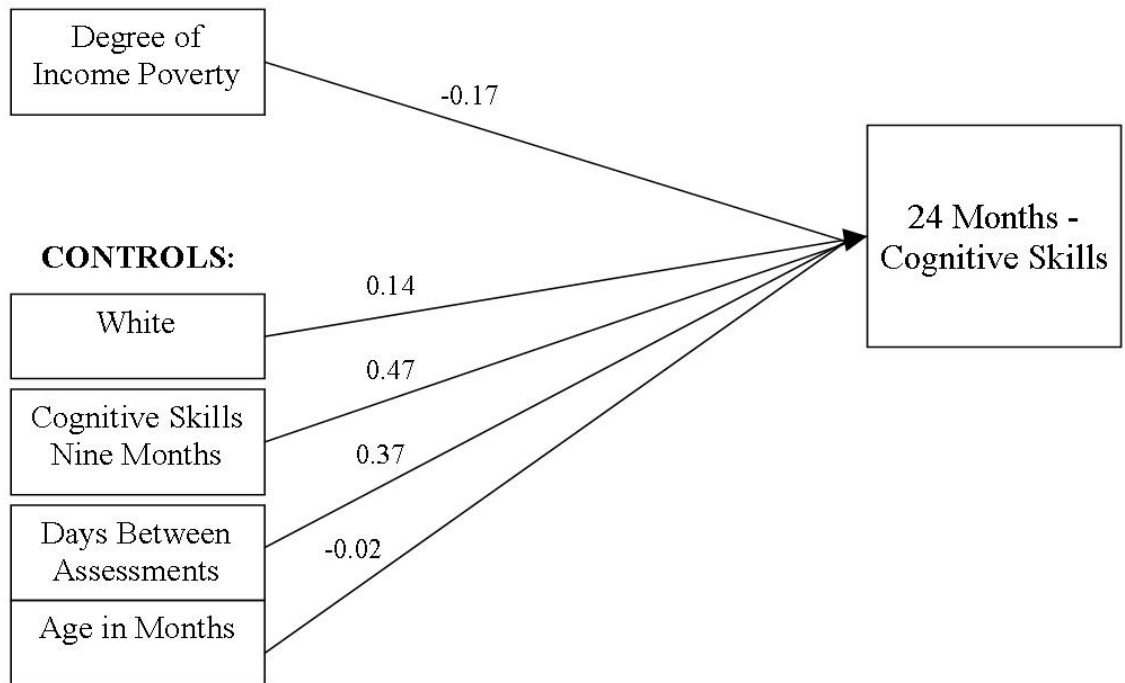 Degree of
Income Poverty
-0.17
24 Months -
Cognitive Skills
CONTROLS:
White
0.14
Cognitive Skills
Nine Months
0.47
Days Between
Assessments
0.37
Age in Months
-0.02